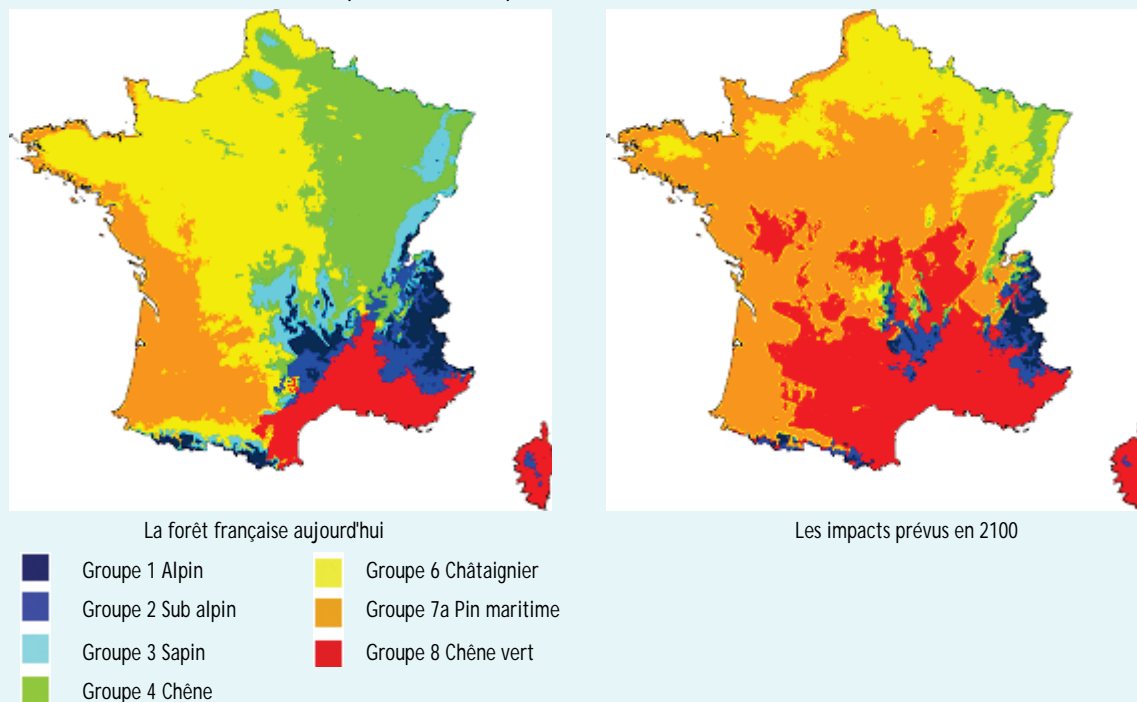 La forêt française aujourd'hui
Les impacts prévus en 2100
Groupe 1 Alpin
Groupe 2 Sub alpin
Groupe 3 Sapin
Groupe 4 Chêne
Groupe 6 Châtaignier
Groupe 7a Pin maritime
Groupe 8 Chêne vert